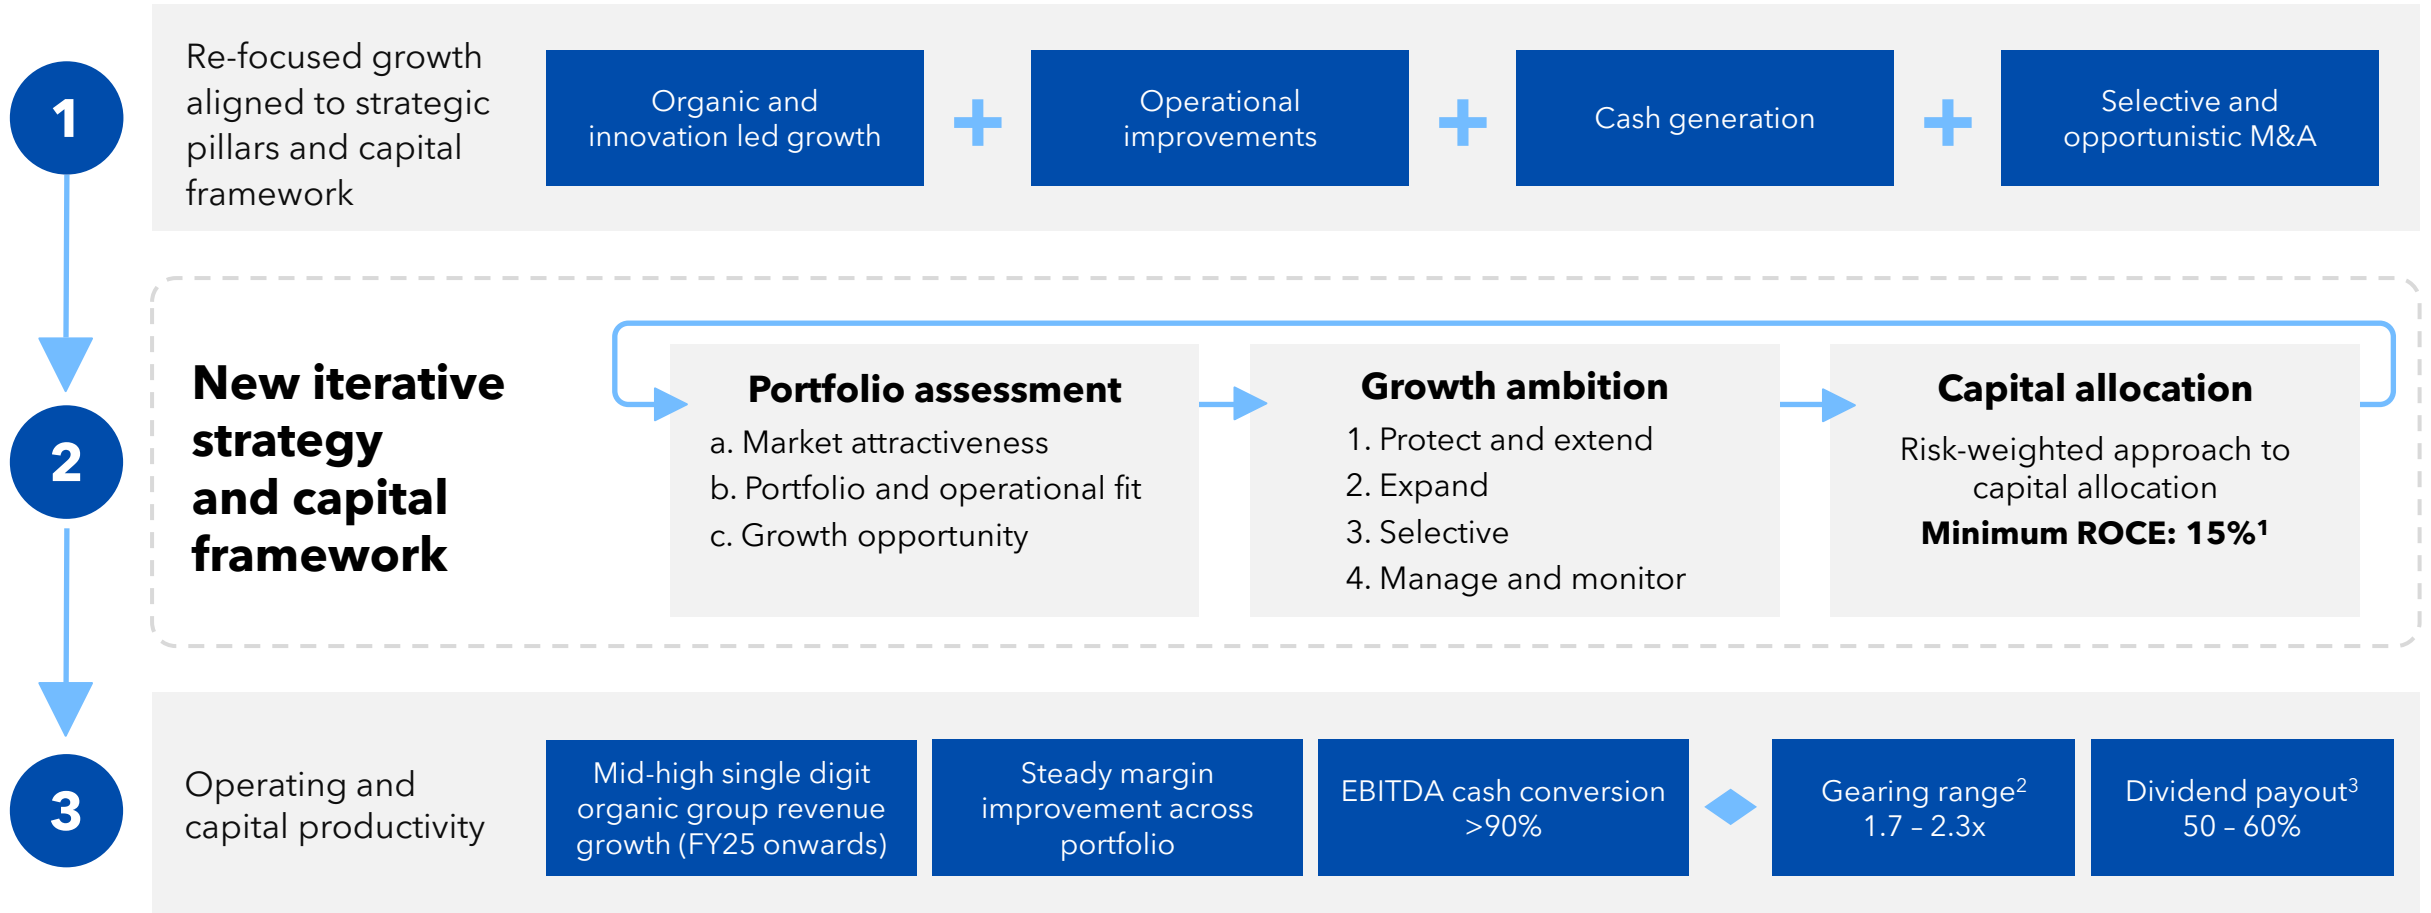 1
Re-focused growth
aligned to strategic
pillars and capital
framework
Organic and
innovation led growth
+
Operational
improvements
+
Cash generation
+
Selective and
opportunistic M&A
2
New iterative
strategy
and capital
framework
Portfolio assessment
a. Market attractiveness
b. Portfolio and operational fit
c. Growth opportunity
Growth ambition
1. Protect and extend
2. Expand
3. Selective
4. Manage and monitor
Capital allocation
Risk-weighted approach to
capital allocation
Minimum ROCE: 15%¹
3
Operating and
capital productivity
Mid-high single digit
organic group revenue
growth (FY25 onwards)
Steady margin
improvement across
portfolio
EBITDA cash conversion
>90%
Gearing range²
1.7 – 2.3x
Dividend payout³
50 – 60%